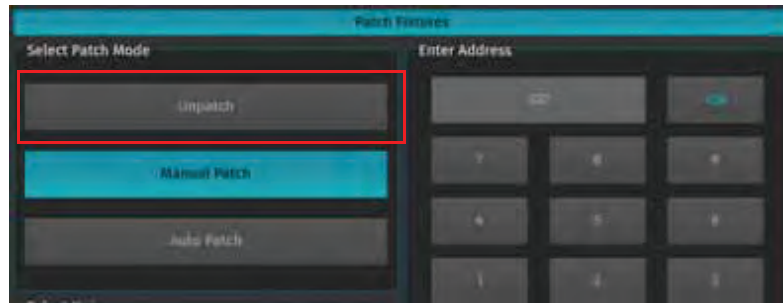 Patch Fixtures
Select Patch Mode
Enter Address
Unpatch
7 8 9
Manual Patch
4 5 6
Auto Patch
1 2 3